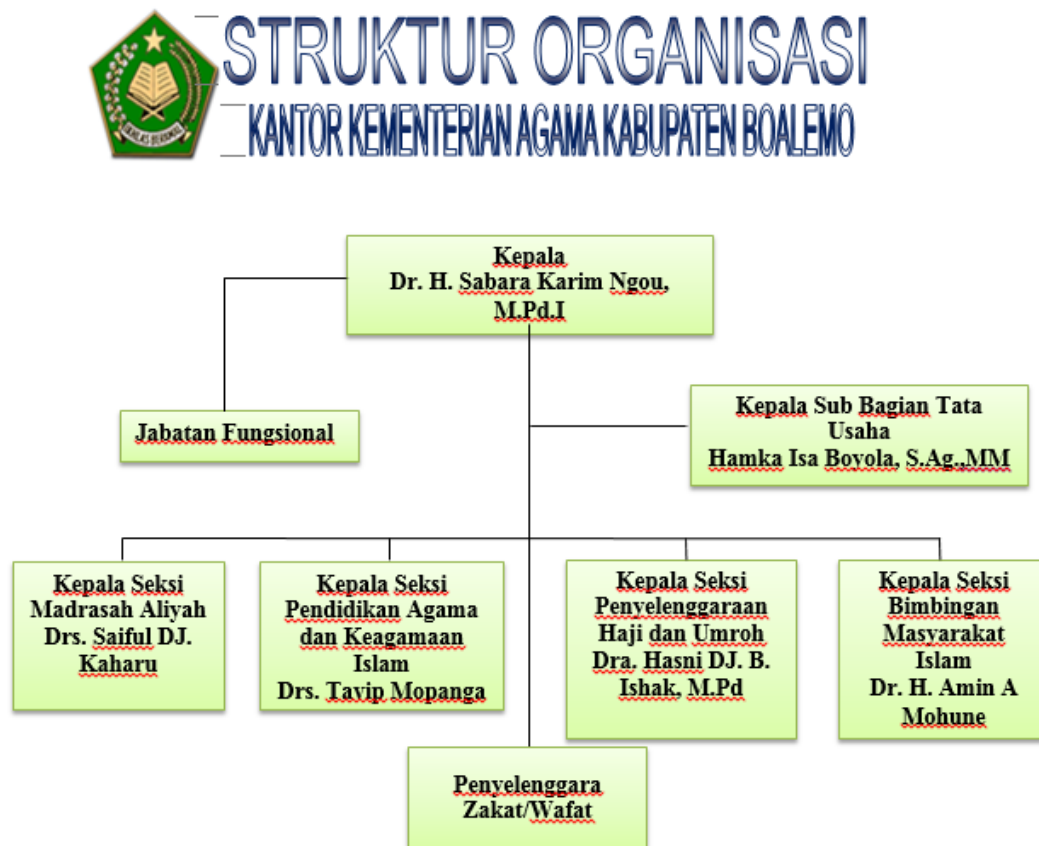 STRUKTUR ORGANISASI
KANTOR KEMENTERIAN AGAMA KABUPATEN BOALEMO
IKHLAS BERAMAL
Kepala
Dr. H. Sabara Karim Ngou,
M.Pd.I
Jabatan Fungsional
Kepala Sub Bagian Tata
Usaha
Hamka Isa Boyola, S.Ag.,MM
Kepala Seksi
Madrasah Aliyah
Drs. Saiful DJ.
Kaharu
Kepala Seksi
Pendidikan Agama
dan Keagamaan
Islam
Drs. Tavip Mopanga
Kepala Seksi
Penyelenggaraan
Haji dan Umroh
Dra. Hasni DJ. B.
Ishak, M.Pd
Kepala Seksi
Bimbingan
Masyarakat
Islam
Dr. H. Amin A
Mohune
Penyelenggara
Zakat/Wafat